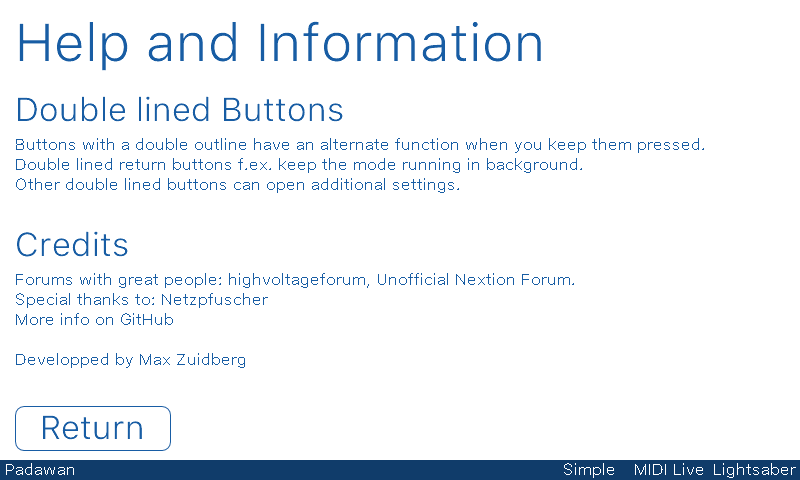 Help and Information
Double lined Buttons
Buttons with a double outline have an alternate function when you keep them pressed.
Double lined return buttons f.ex. keep the mode running in background.
Other double lined buttons can open additional settings.
Credits
Forums with great people: highvoltageforum, Unofficial Nextion Forum.
Special thanks to: Netzpfuscher
More info on GitHub
Developped by Max Zuidberg
Return
Padawan Simple MIDI Live Lightsaber